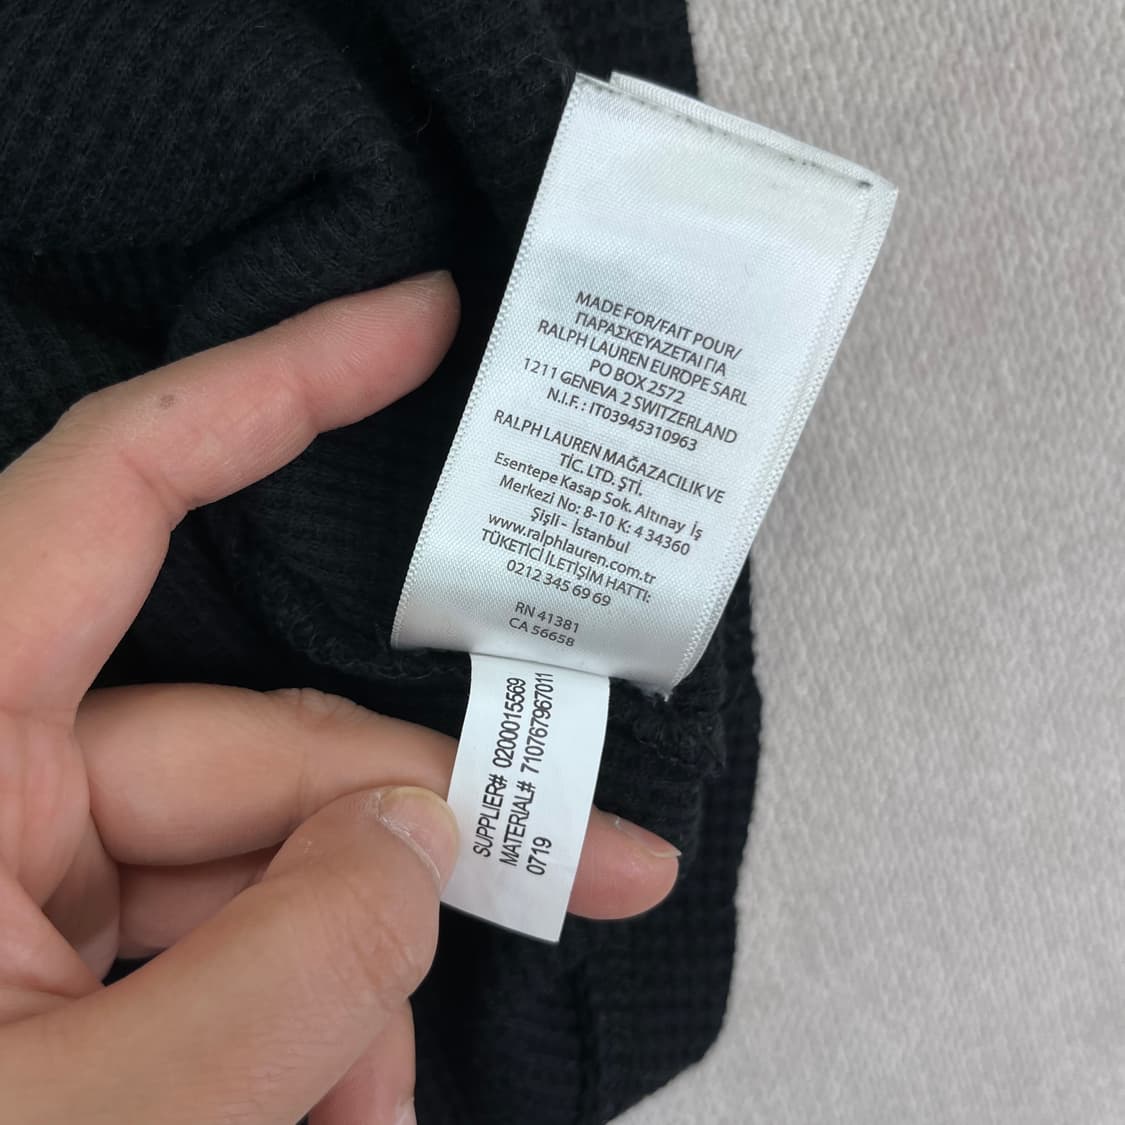 MADE FOR/FAIT POUR/
ΠΑΡΑΣΚΕΥΑΖΕΤΑΙ ΓΙΑ
RALPH LAUREN EUROPE SARL
PO BOX 2572
1211 GENEVA 2 SWITZERLAND
N.I.F. : IT03945310963
RALPH LAUREN MAĞAZACILIK VE
TİC. LTD. ŞTİ.
Esentepe Kasap Sok. Altınay İş
Merkezi No: 8-10 K: 4 34360
Şişli - İstanbul
www.ralphlauren.com.tr
TÜKETİCİ İLETİŞİM HATTI:
0212 345 69 69
RN 41381
CA 56658
SUPPLIER# 0200015569
MATERIAL# 710767967011
0719